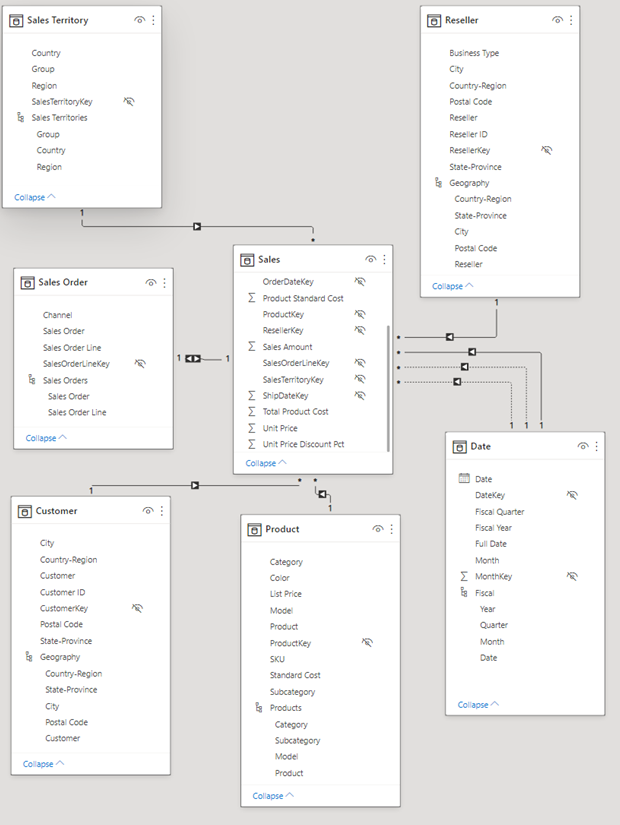 Sales Territory
Country
Group
Region
SalesTerritoryKey
Sales Territories
Group
Country
Region
Collapse
1
*
Reseller
Business Type
City
Country-Region
Postal Code
Reseller
Reseller ID
ResellerKey
State-Province
Geography
Country-Region
State-Province
City
Postal Code
Reseller
Collapse
1
*
Sales Order
Channel
Sales Order
Sales Order Line
SalesOrderLineKey
Sales Orders
Sales Order
Sales Order Line
Collapse
1
1
Sales
OrderDateKey
Product Standard Cost
ProductKey
ResellerKey
Sales Amount
SalesOrderLineKey
SalesTerritoryKey
ShipDateKey
Total Product Cost
Unit Price
Unit Price Discount Pct
Collapse
*
*
*
1
1
1
Date
Date
DateKey
Fiscal Quarter
Fiscal Year
Full Date
Month
MonthKey
Fiscal
Year
Quarter
Month
Date
Collapse
1
*
Customer
City
Country-Region
Customer
Customer ID
CustomerKey
Postal Code
State-Province
Geography
Country-Region
State-Province
City
Postal Code
Customer
Collapse
*
1
Product
Category
Color
List Price
Model
Product
ProductKey
SKU
Standard Cost
Subcategory
Products
Category
Subcategory
Model
Product
Collapse